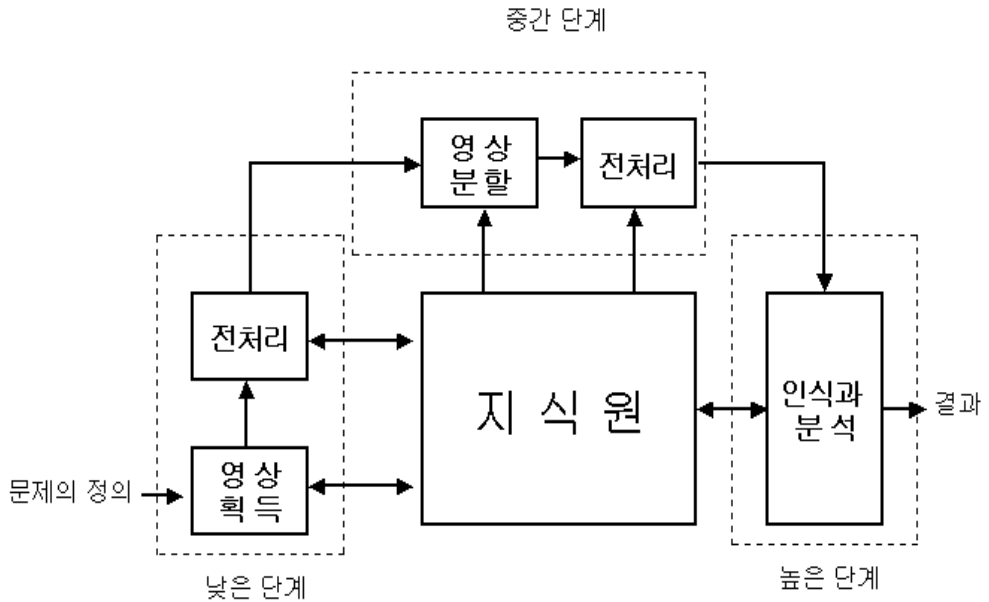 중간 단계
영 상
분 할
전처리
전처리
지 식 원
인식과
분 석
결과
영 상
획 득
문제의 정의
낮은 단계
높은 단계